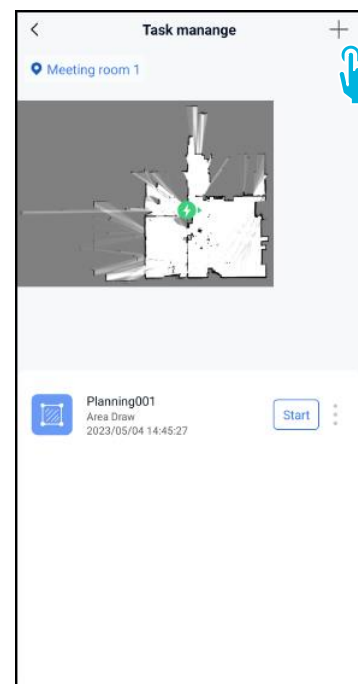 Task manange
Meeting room 1
Planning001
Area Draw
2023/05/04 14:45:27
Start